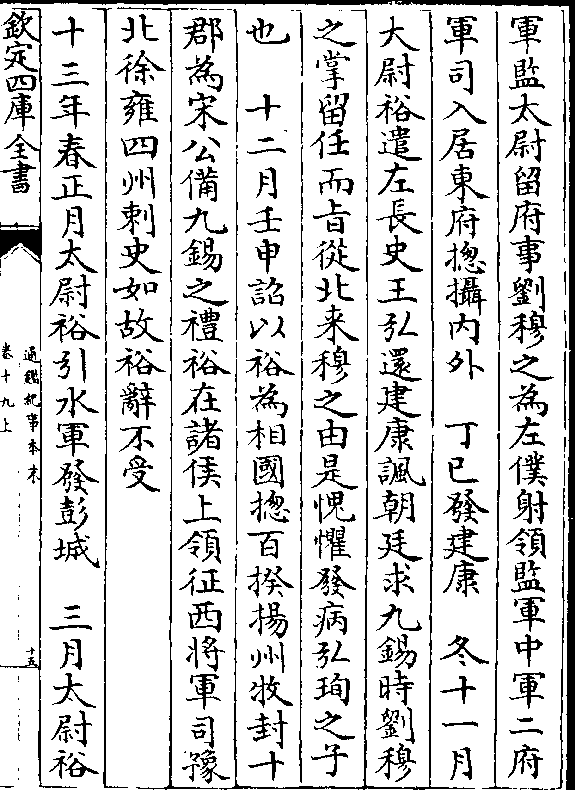 軍監太尉留府事劉穆之為左僕射領監軍中軍二府
軍司入居東府揔攝内外　丁巳發建康　冬十一月
大尉裕遣左長史王弘還建康諷朝廷求九錫時劉穆
之掌留任而旨從北来穆之由是愧懼發病弘珣之子
也　十二月壬申詔以裕為相國揔百揆揚州牧封十
郡為宋公備九錫之禮裕在諸侯上領征西將軍司豫
北徐雍四州刺史如故裕辭不受
十三年春正月太尉裕引水軍發彭城　三月太尉裕
欽定四庫全書
通鑑紀事本末
卷十九上
十五